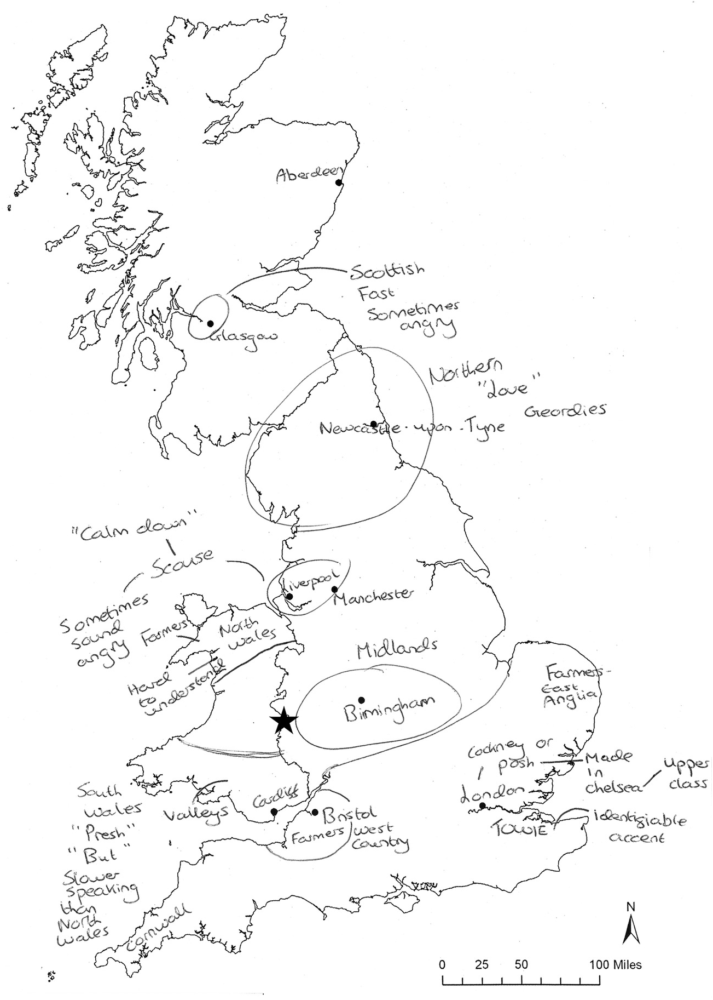 Aberdeen
Scottish
Fast
Sometimes
angry
Glasgow
Northern
"Love"
Geordies
Newcastle-upon-Tyne
"Calm down"
Scouse
Sometimes
sound
angry
Liverpool
Manchester
Farmers
North
Wales
Hard
to
understand
Midlands
Birmingham
Farmers-
East
Anglia
Cockney or
posh
Made
in
chelsea
upper
class
London
TOWIE
identifiable
accent
South
Wales
"Presh"
"But"
Slower
speaking
than
North
Wales
Valleys
Cardiff
Bristol
Farmers/West
Country
Cornwall
N
0 25 50 100 Miles